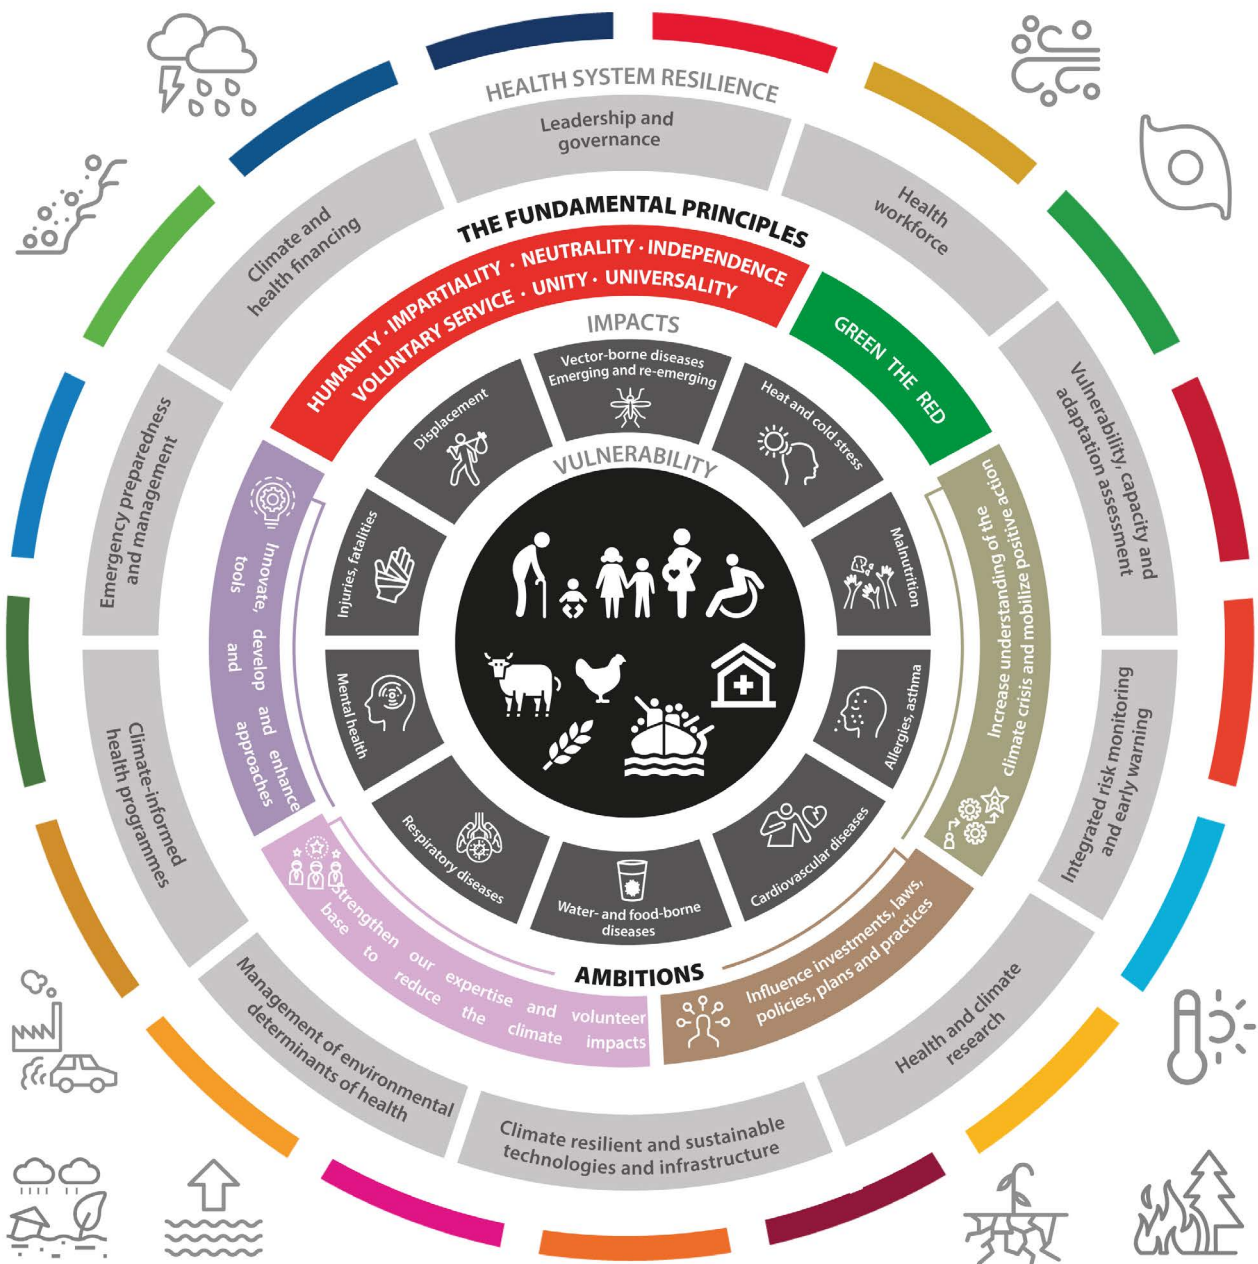 HEALTH SYSTEM RESILIENCE
Leadership and
governance
Health
workforce
Vulnerability, capacity and
adaptation assessment
Integrated risk monitoring
and early warning
Health and climate
research
Climate resilient and sustainable
technologies and infrastructure
Management of environmental
determinants of health
Climate-informed
health programmes
Emergency preparedness
and management
Climate and
health financing
THE FUNDAMENTAL PRINCIPLES
HUMANITY · IMPARTIALITY · NEUTRALITY · INDEPENDENCE
VOLUNTARY SERVICE · UNITY · UNIVERSALITY
GREEN THE RED
Increase understanding of the
climate crisis and mobilize positive action
Influence investments, laws,
policies, plans and practices
AMBITIONS
Strengthen our expertise and volunteer
base to reduce the climate impacts
Innovate, develop and enhance
tools and approaches
IMPACTS
Vector-borne diseases
Emerging and re-emerging
Heat and cold stress
Malnutrition
Allergies, asthma
Cardiovascular diseases
Water- and food-borne
diseases
Respiratory diseases
Mental health
Injuries, fatalities
Displacement
VULNERABILITY